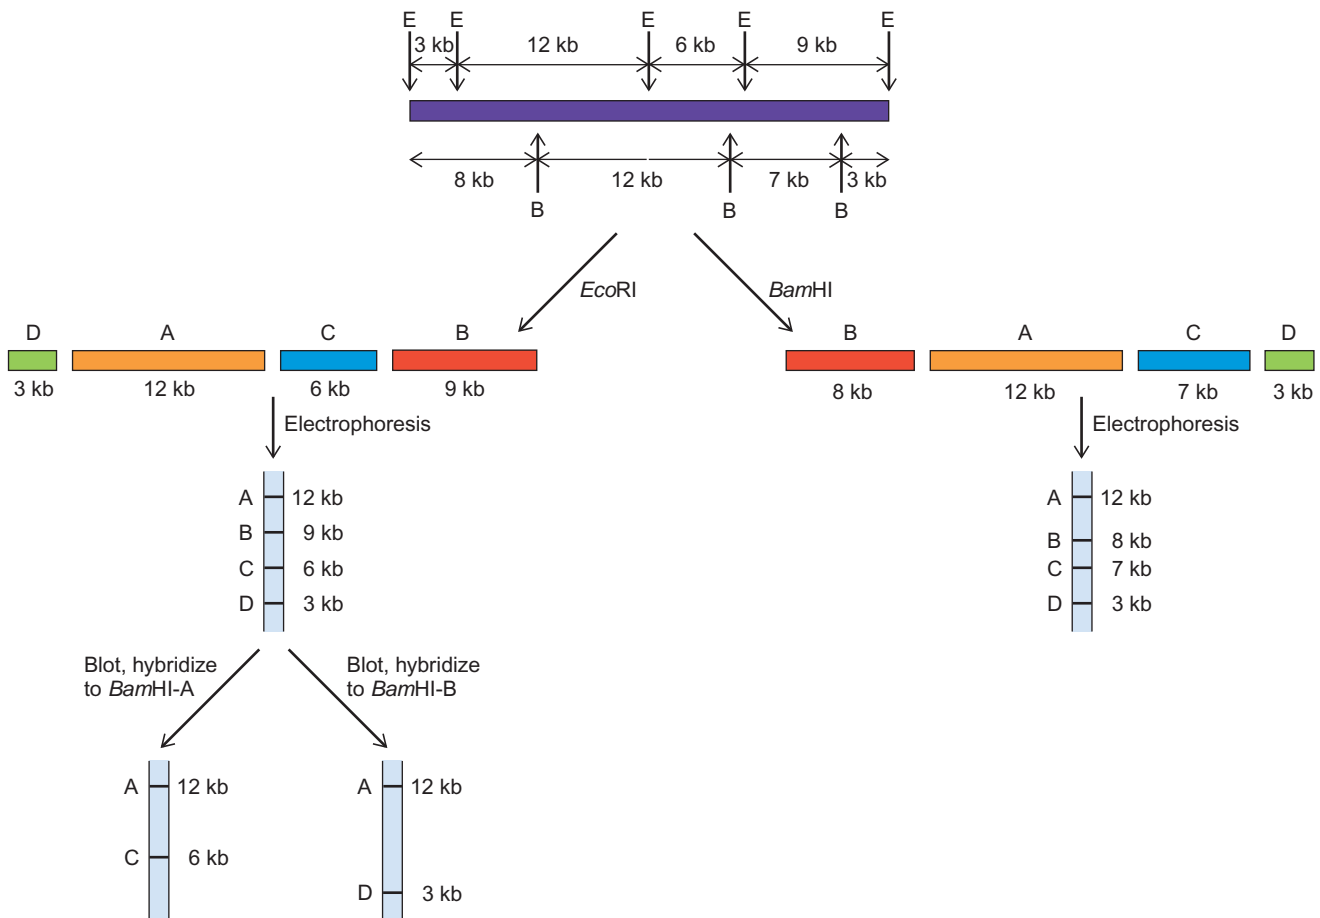 E E E E E
3 kb 12 kb 6 kb 9 kb
8 kb 12 kb 7 kb 3 kb
B B B
EcoRI BamHI
D A C B
3 kb 12 kb 6 kb 9 kb
B A C D
8 kb 12 kb 7 kb 3 kb
Electrophoresis
A 12 kb
B 9 kb
C 6 kb
D 3 kb
Electrophoresis
A 12 kb
B 8 kb
C 7 kb
D 3 kb
Blot, hybridize
to BamHI-A
Blot, hybridize
to BamHI-B
A 12 kb
C 6 kb
A 12 kb
D 3 kb